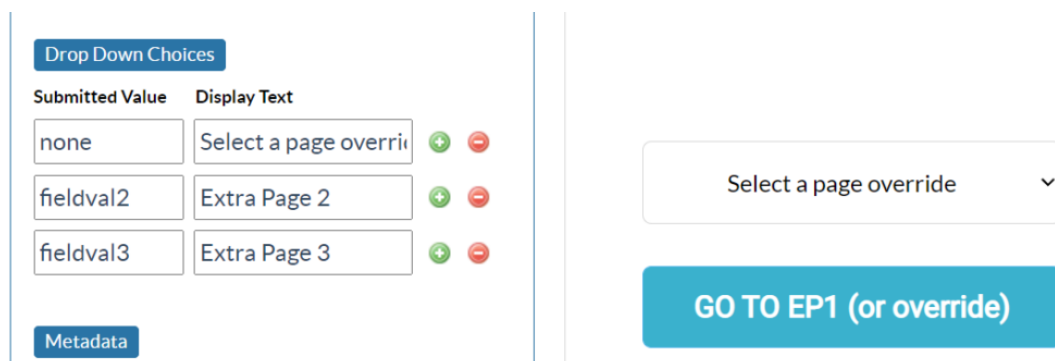 Drop Down Choices
Submitted Value Display Text
none Select a page overri
fieldval2 Extra Page 2
fieldval3 Extra Page 3
Metadata
Select a page override
GO TO EP1 (or override)